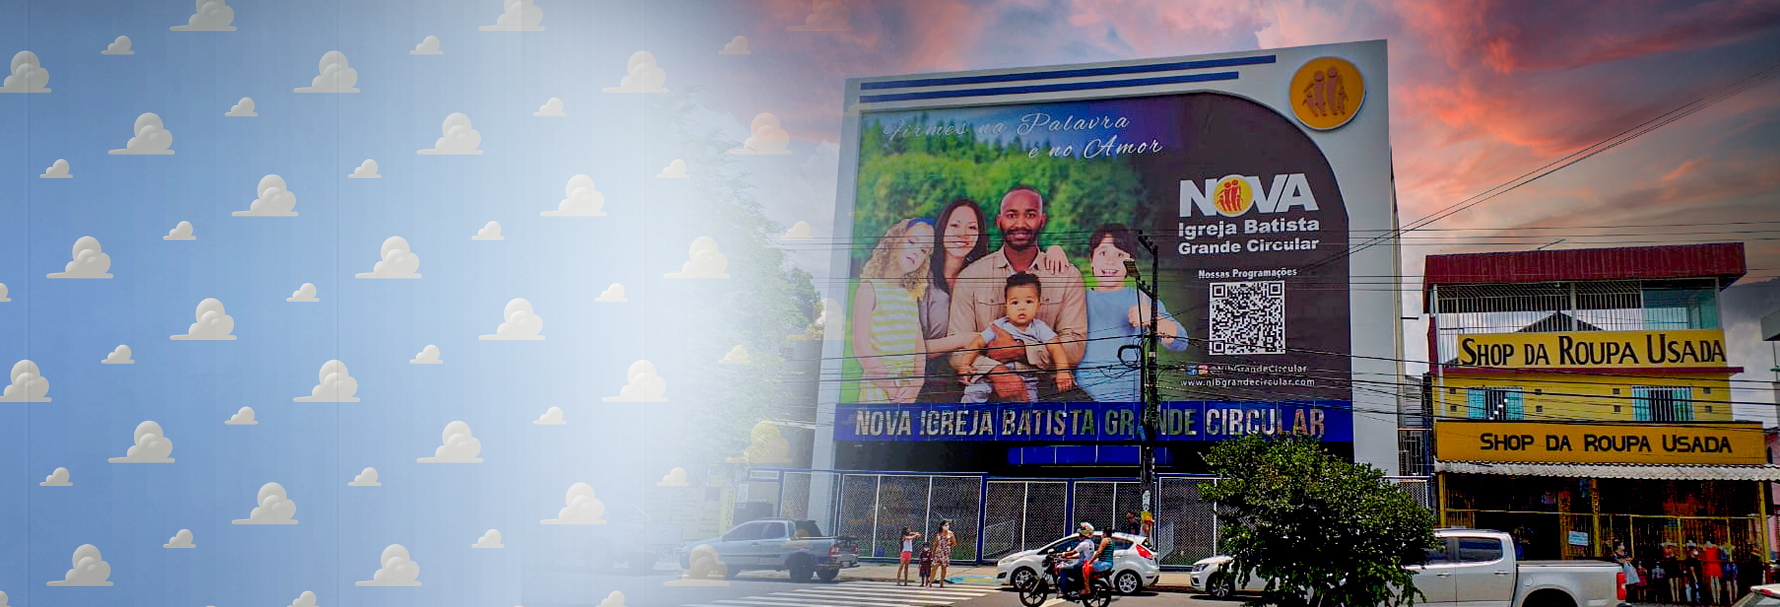 firmes na Palavra
e no Amor
NOVA
Igreja Batista
Grande Circular
Nossas Programações
@NibGrandeCircular
www.nibgrandecircular.com
NOVA IGREJA BATISTA GRANDE CIRCULAR
SHOP DA ROUPA USADA
SHOP DA ROUPA USADA